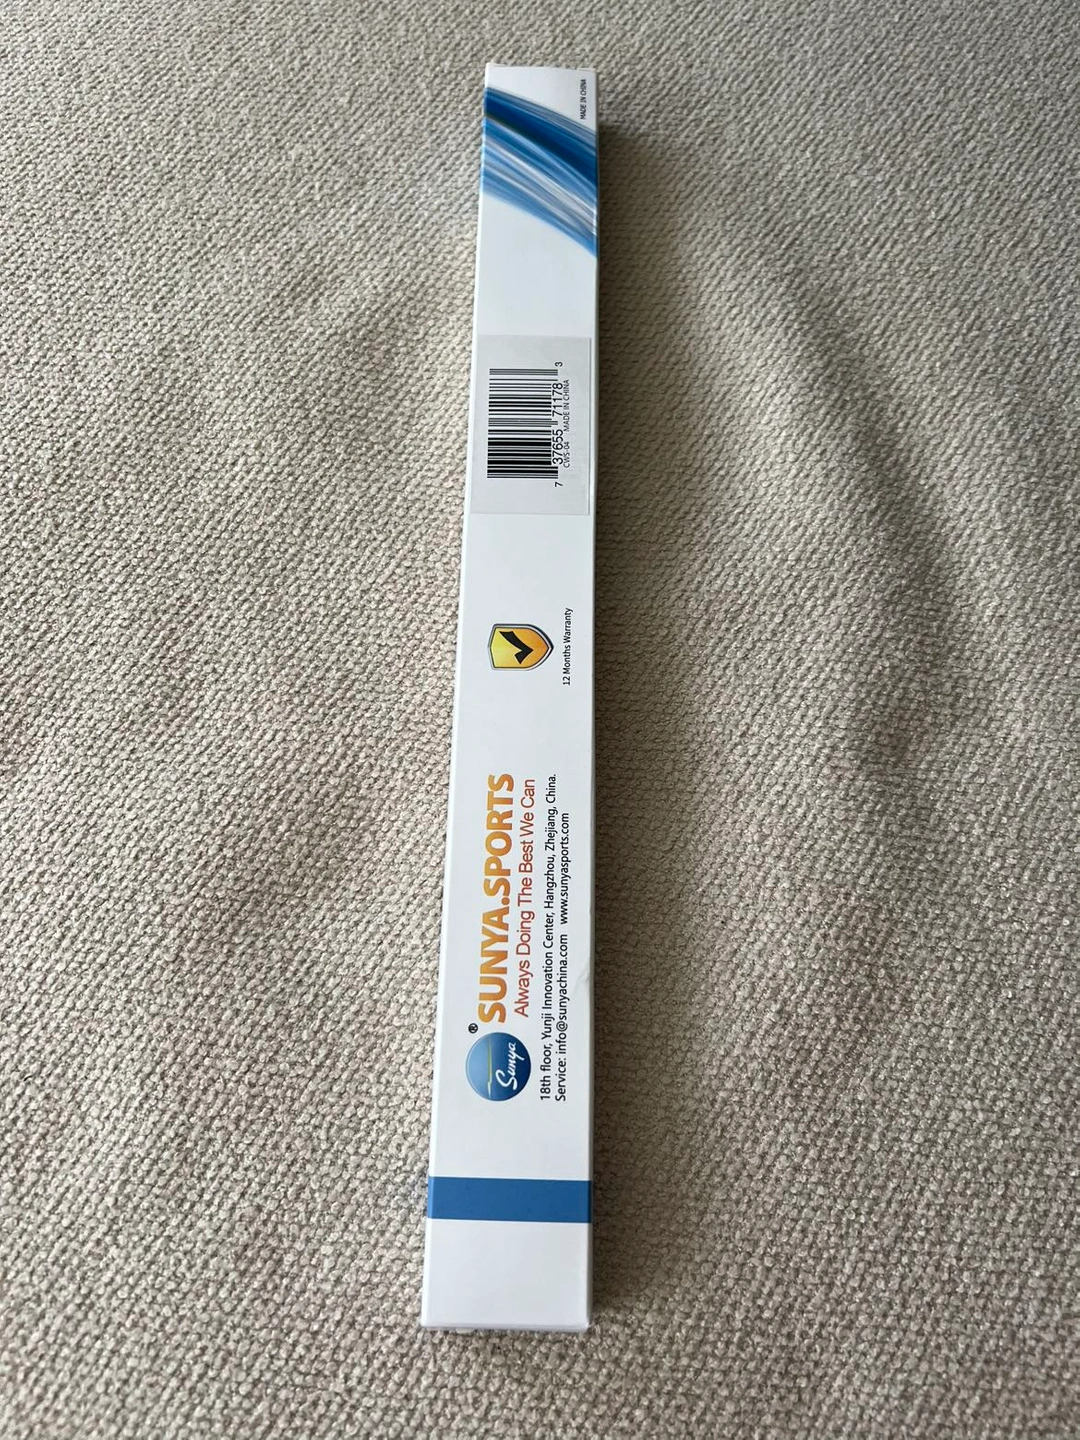 MADE IN CHINA
7 37655 71178 3
CWS-04 MADE IN CHINA
12 Months Warranty
Sunya
®
SUNYA.SPORTS
Always Doing The Best We Can
18th floor, Yunji Innovation Center, Hangzhou, Zhejiang, China.
Service: info@sunyachina.com www.sunyasports.com